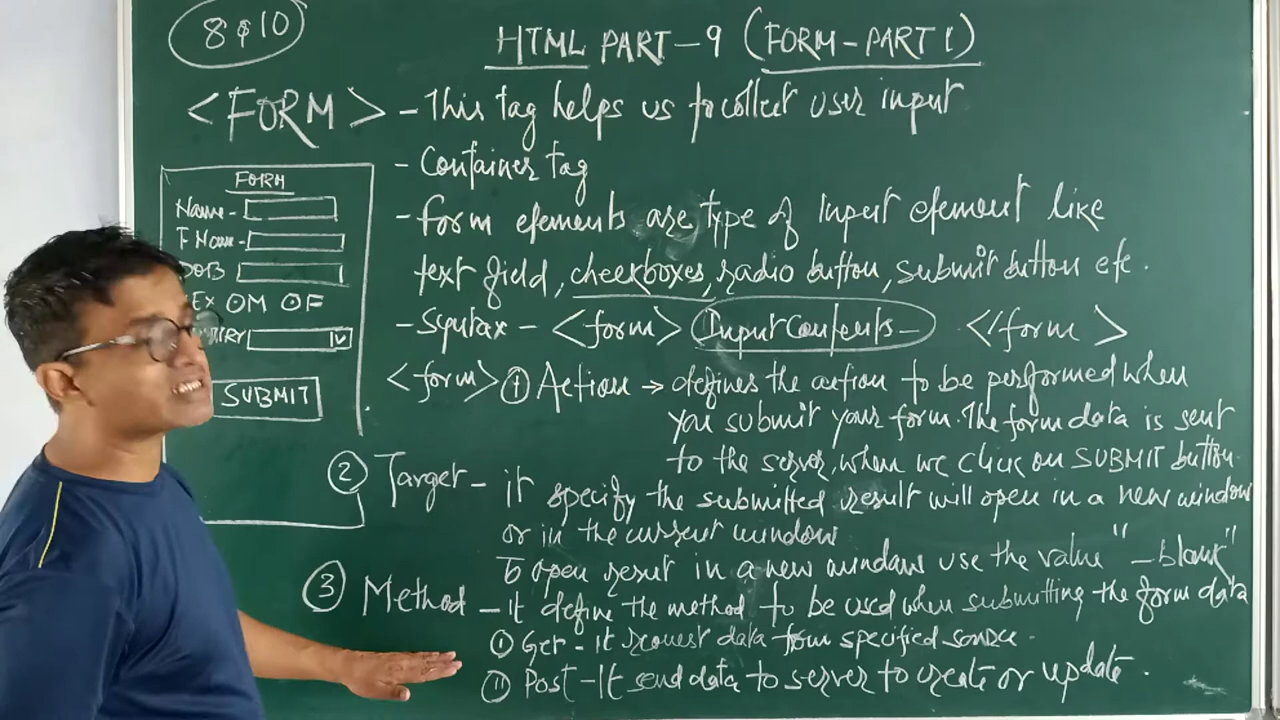 8 & 10
HTML PART-9 (FORM-PART 1)
<FORM> - This tag helps us to collect user input
- Container tag
- form elements are type of Input element like
text field, checkboxes, radio button, submit button etc.
- Syntax - <form> Input Contents - </form>
FORM
Name-
F Name-
DOB
Ex OM OF
TRY
SUBMIT
<form> ① Action → defines the action to be performed when
you submit your form. The form data is sent
to the server, when we click on SUBMIT button.
② Target - it specify the submitted result will open in a new window
or in the current window
To open result in a new window use the value "_blank"
③ Method - it define the method to be used when submitting the form data
(i) Get - it request data from specified source.
(ii) Post - It send data to server to create or update.